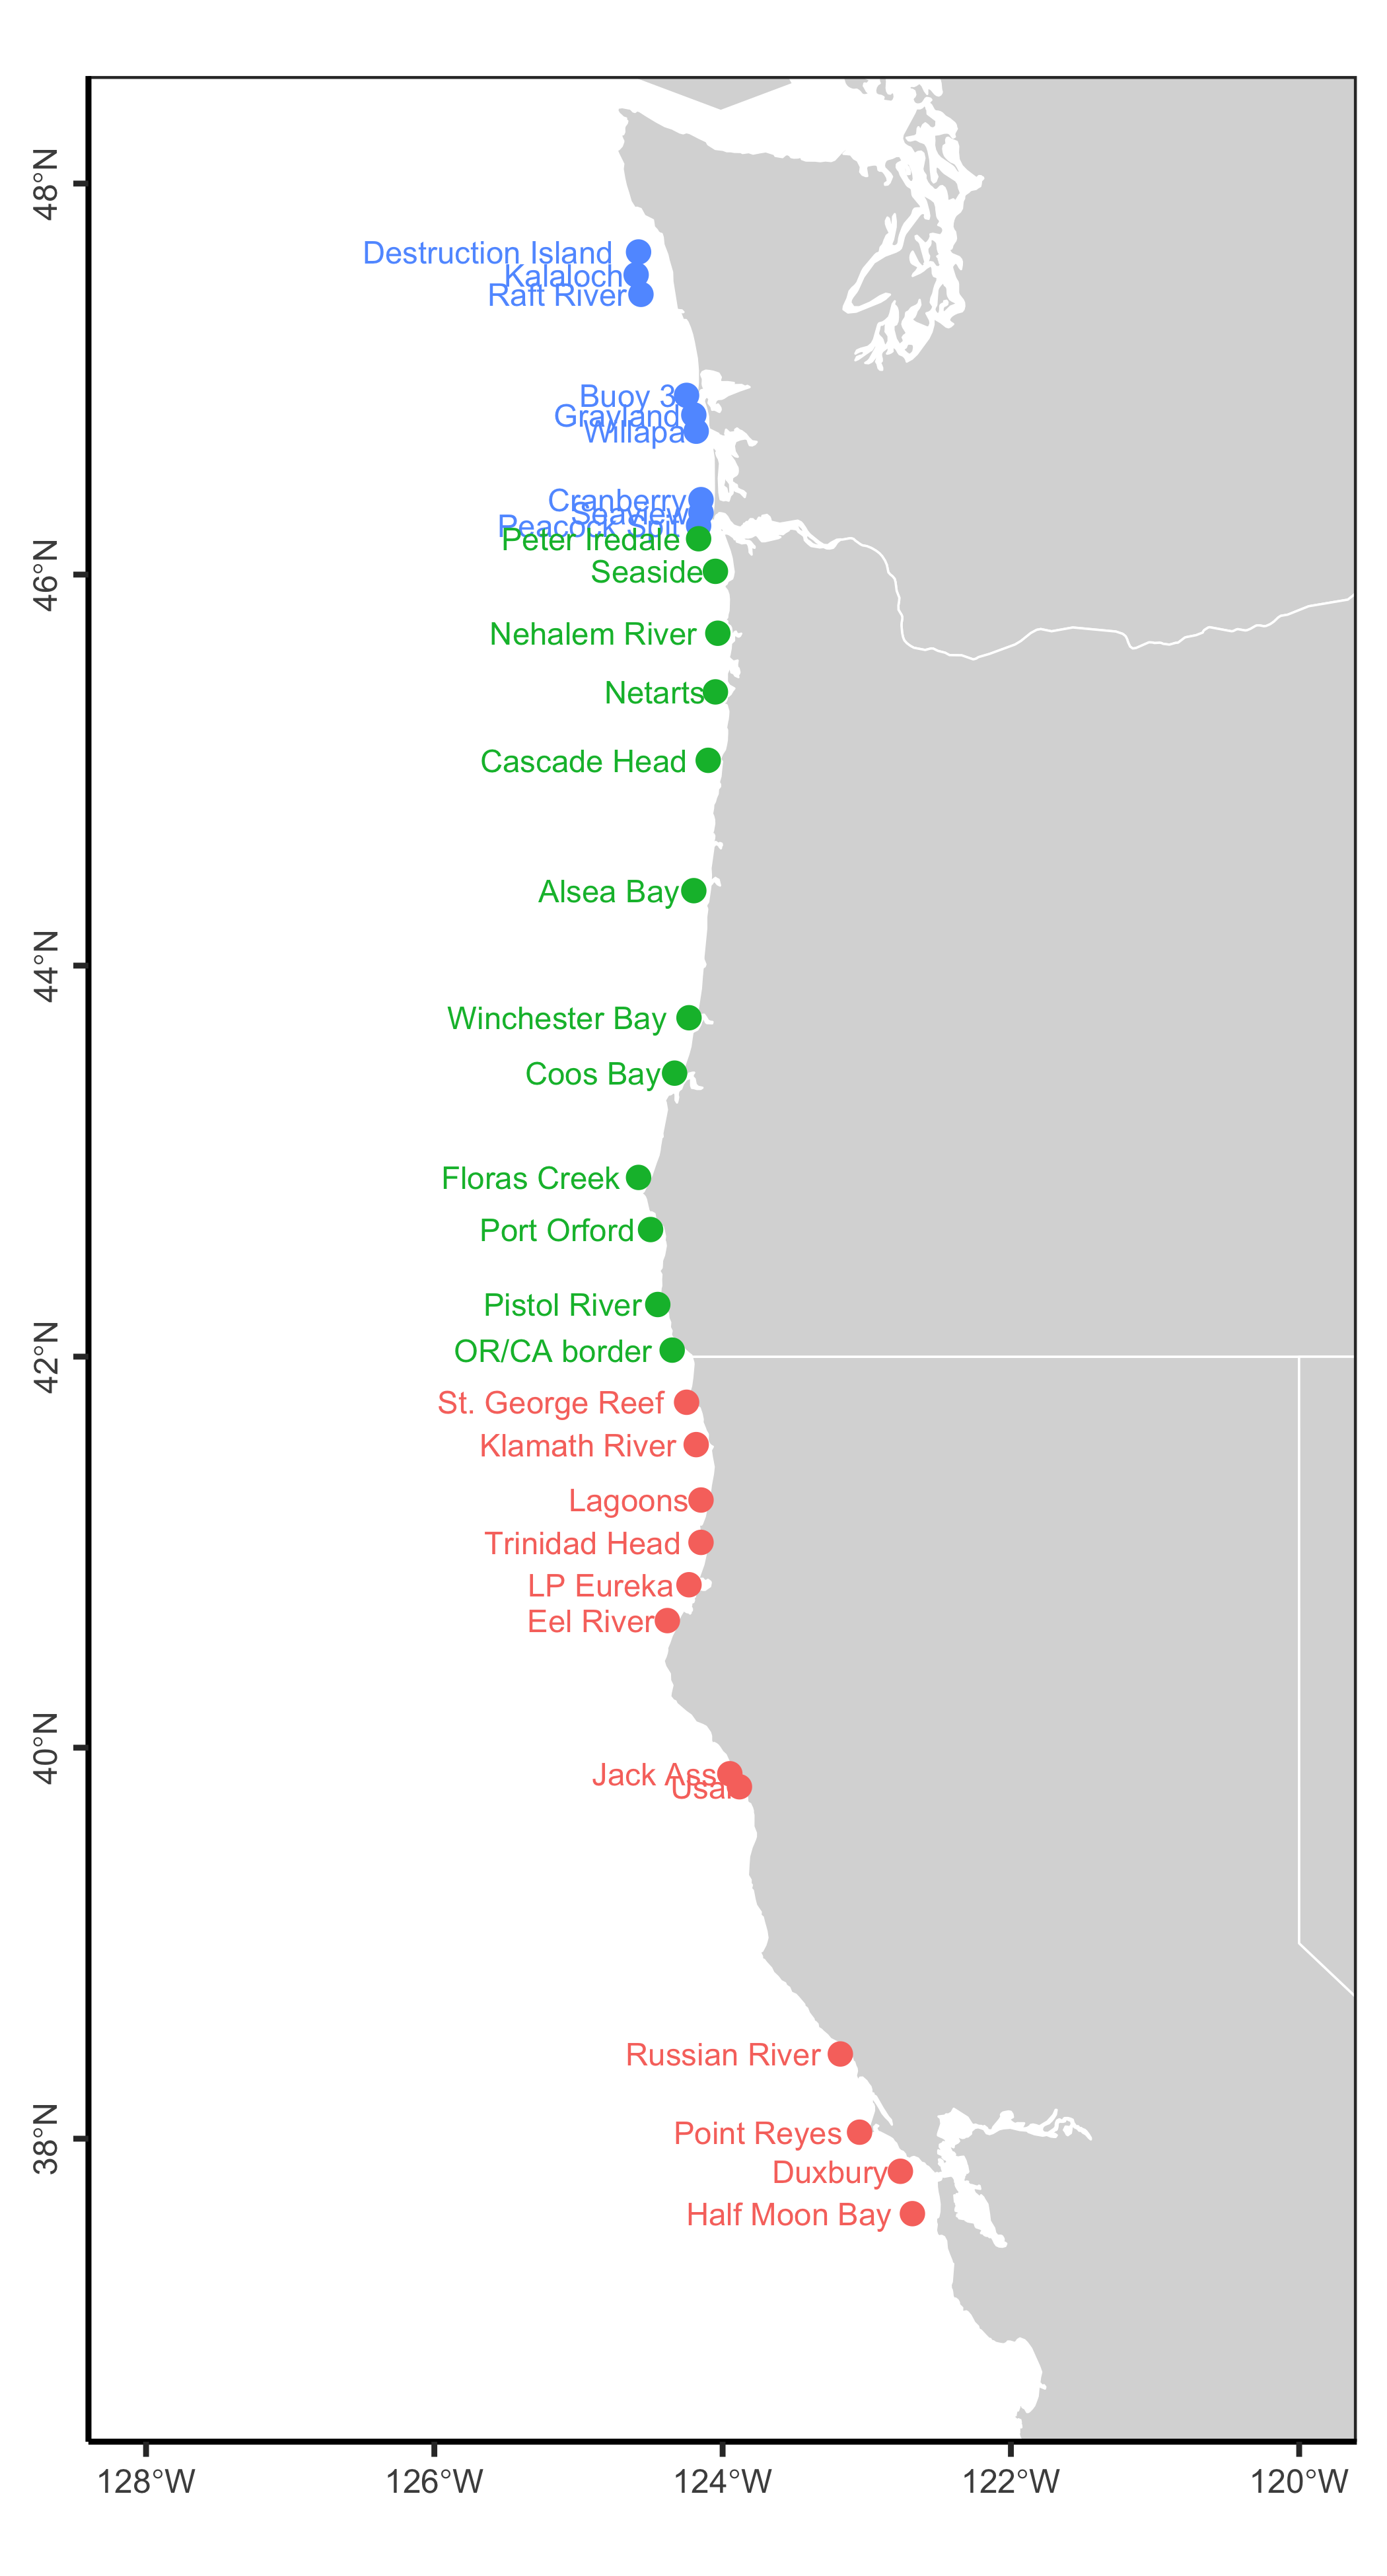 48°N
Destruction Island
Kalaloch
Raft River
Buoy 3
Grayland
Willapa
Cranberry
Seaview
Peacock Spit
Peter Iredale
46°N
Seaside
Nehalem River
Netarts
Cascade Head
Alsea Bay
44°N
Winchester Bay
Coos Bay
Floras Creek
Port Orford
Pistol River
OR/CA border
42°N
St. George Reef
Klamath River
Lagoons
Trinidad Head
LP Eureka
Eel River
40°N
Jack Ass
Usal
Russian River
38°N
Point Reyes
Duxbury
Half Moon Bay
128°W 126°W 124°W 122°W 120°W